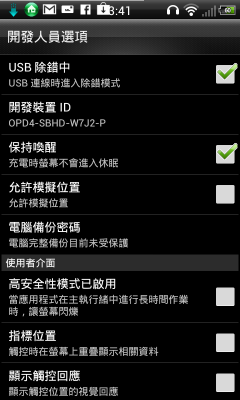 3:41
開發人員選項
USB 除錯中
USB 連線時進入除錯模式
開發裝置 ID
OPD4-SBHD-W7J2-P
保持喚醒
充電時螢幕不會進入休眠
允許模擬位置
允許模擬位置
電腦備份密碼
電腦完整備份目前未受保護
使用者介面
高安全性模式已啟用
當應用程式在主執行緒中進行長時間作業
時，讓螢幕閃爍
指標位置
觸控時在螢幕上重疊顯示相關資料
顯示觸控回應
顯示觸控位置的視覺回應